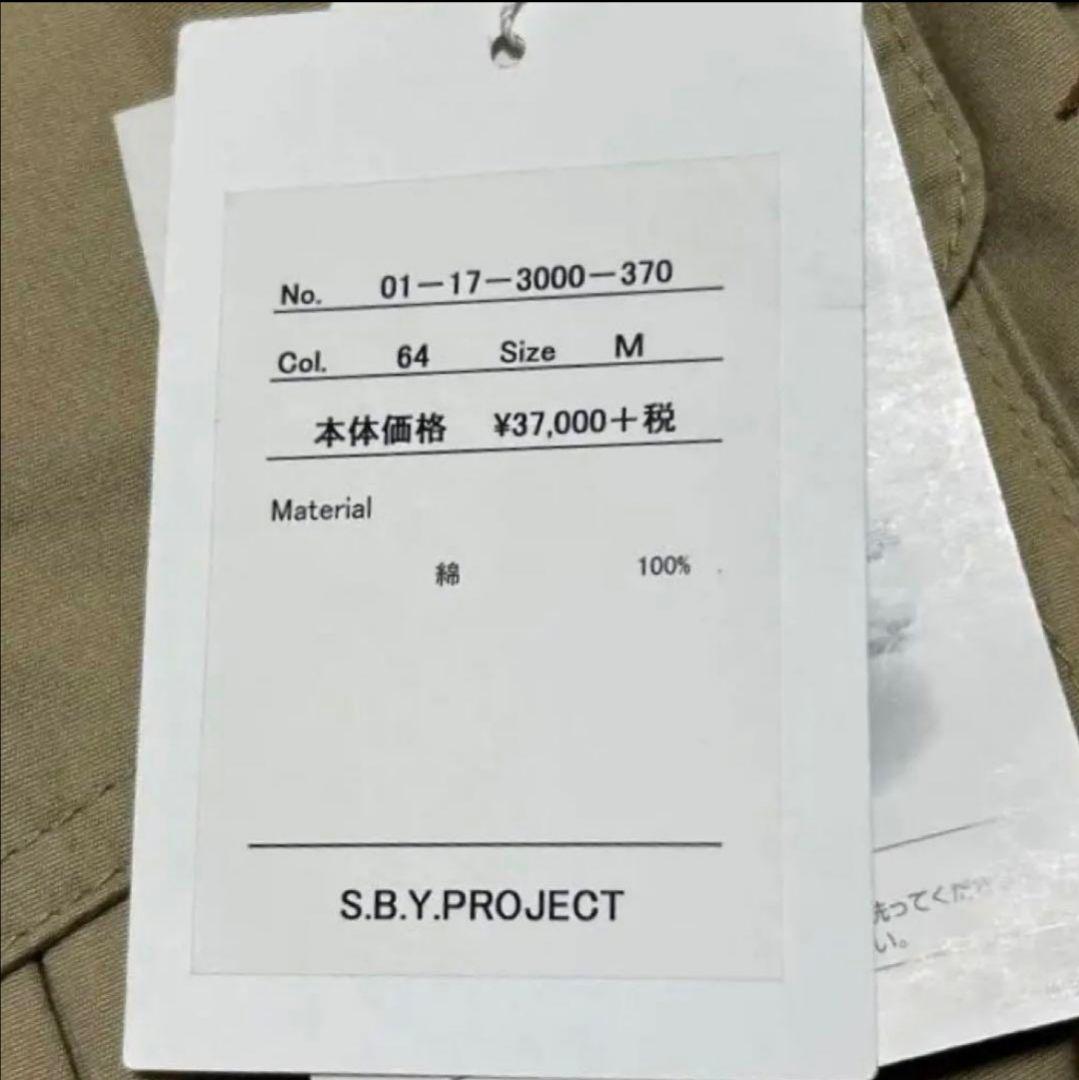 No. 01-17-3000-370
Col. 64 Size M
本体価格 ¥37,000+税
Material
綿 100%
S.B.Y.PROJECT
洗ってくださ
い。